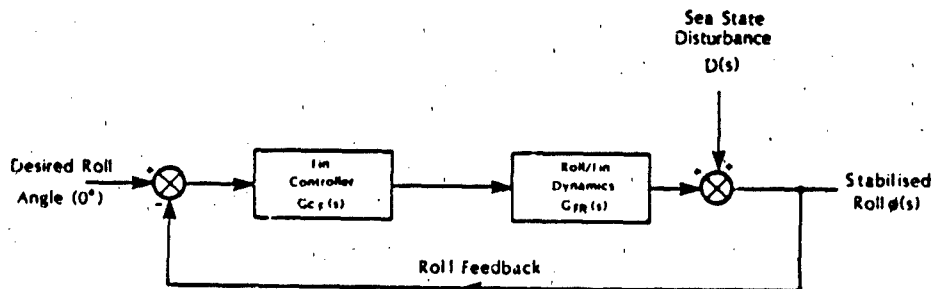 Sea State
Disturbance
D(s)
Desired Roll
Angle (0°)
+
-
Fin
Controller
GCF(s)
Roll/Fin
Dynamics
GFR(s)
+
+
Stabilised
Roll ϕ(s)
Roll Feedback